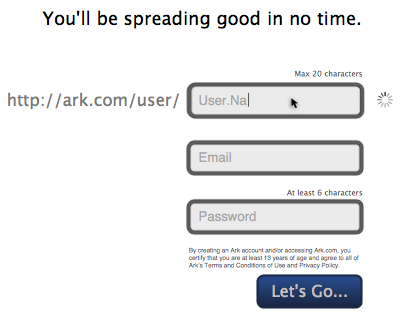 You'll be spreading good in no time.
Max 20 characters
http://ark.com/user/ User.Na
Email
At least 6 characters
Password
By creating an Ark account and/or accessing Ark.com, you
certify that you are at least 13 years of age and agree to all of
Ark's Terms and Conditions of Use and Privacy Policy.
Let's Go...